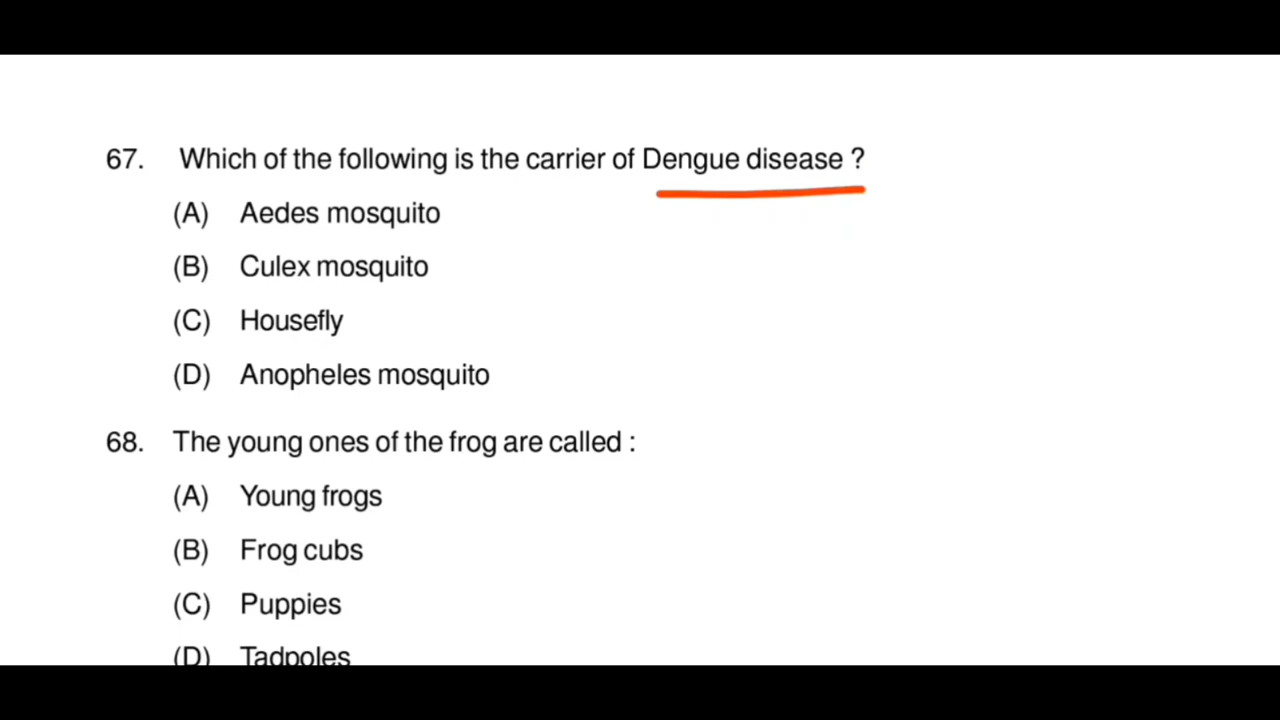 67. Which of the following is the carrier of Dengue disease ?
(A) Aedes mosquito
(B) Culex mosquito
(C) Housefly
(D) Anopheles mosquito
68. The young ones of the frog are called :
(A) Young frogs
(B) Frog cubs
(C) Puppies
(D) Tadpoles